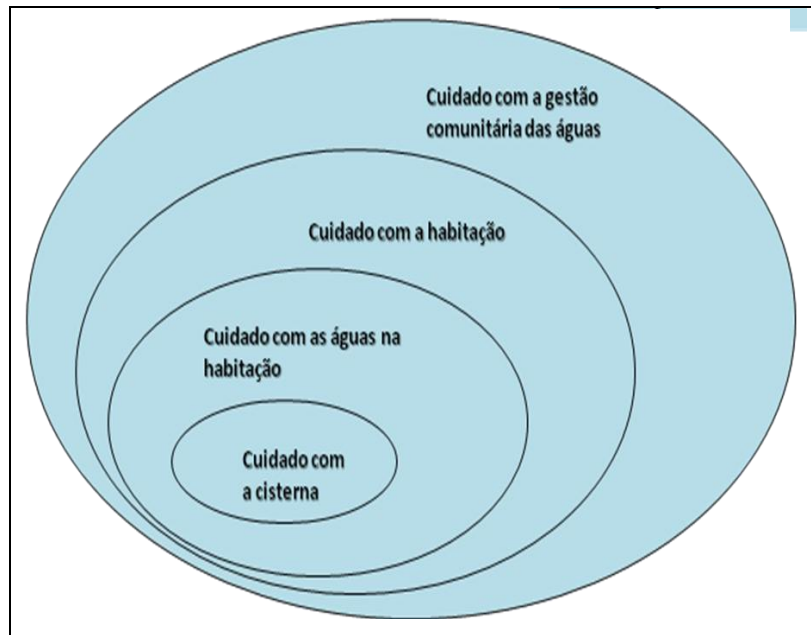 Cuidado com a gestão
comunitária das águas
Cuidado com a habitação
Cuidado com as águas na
habitação
Cuidado com
a cisterna